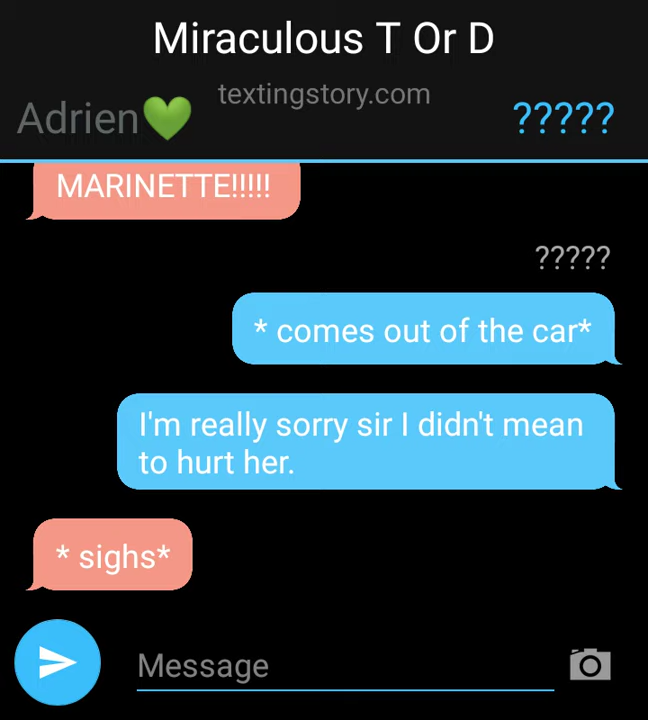 Miraculous T Or D
textingstory.com
Adrien💚
?????
MARINETTE!!!!!
?????
* comes out of the car*
I'm really sorry sir I didn't mean
to hurt her.
* sighs*
Message